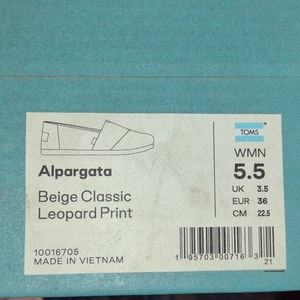 TOMS
WMN
5.5
UK 3.5
EUR 36
CM 22.5
Alpargata
Beige Classic
Leopard Print
10016705
MADE IN VIETNAM
1 95703 00716 3
21